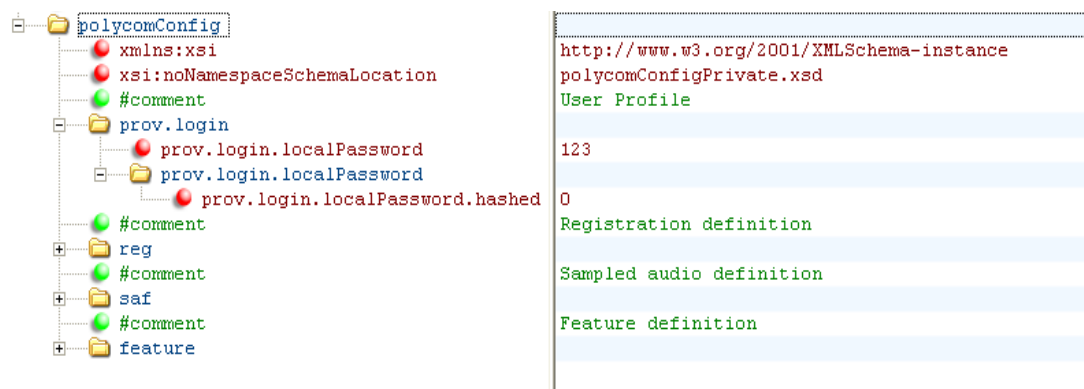 polycomConfig
xmlns:xsi http://www.w3.org/2001/XMLSchema-instance
xsi:noNamespaceSchemaLocation polycomConfigPrivate.xsd
#comment User Profile
prov.login
prov.login.localPassword 123
prov.login.localPassword
prov.login.localPassword.hashed 0
#comment Registration definition
reg
#comment Sampled audio definition
saf
#comment Feature definition
feature